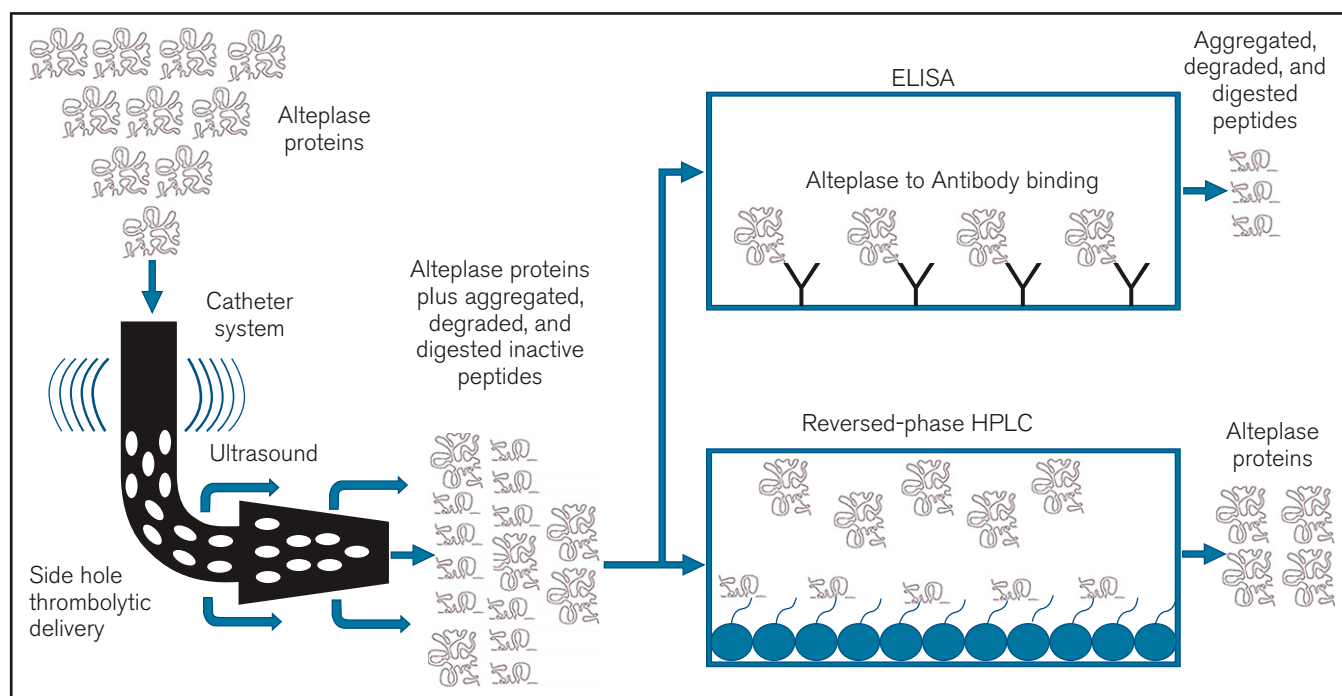 Alteplase
proteins
Catheter
system
Ultrasound
Side hole
thrombolytic
delivery
Alteplase proteins
plus aggregated,
degraded, and
digested inactive
peptides
ELISA
Alteplase to Antibody binding
Aggregated,
degraded, and
digested
peptides
Reversed-phase HPLC
Alteplase
proteins